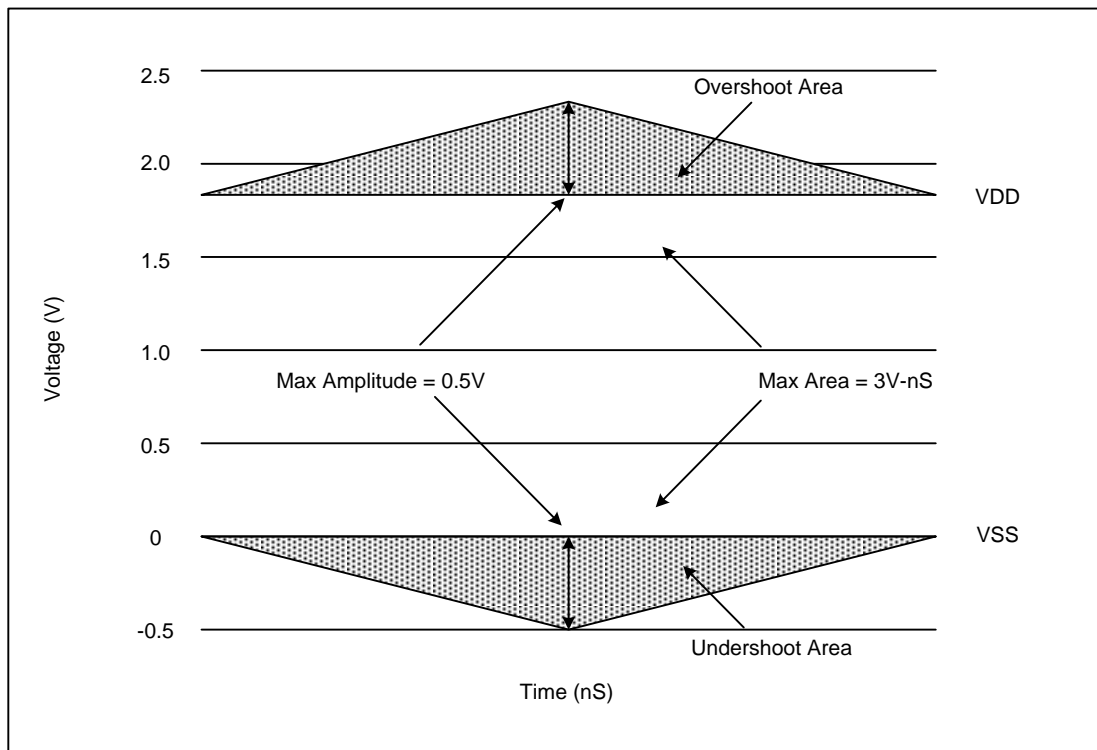 2.5
Overshoot Area
2.0
VDD
1.5
Voltage (V)
1.0
Max Amplitude = 0.5V
Max Area = 3V-nS
0.5
0
VSS
-0.5
Undershoot Area
Time (nS)